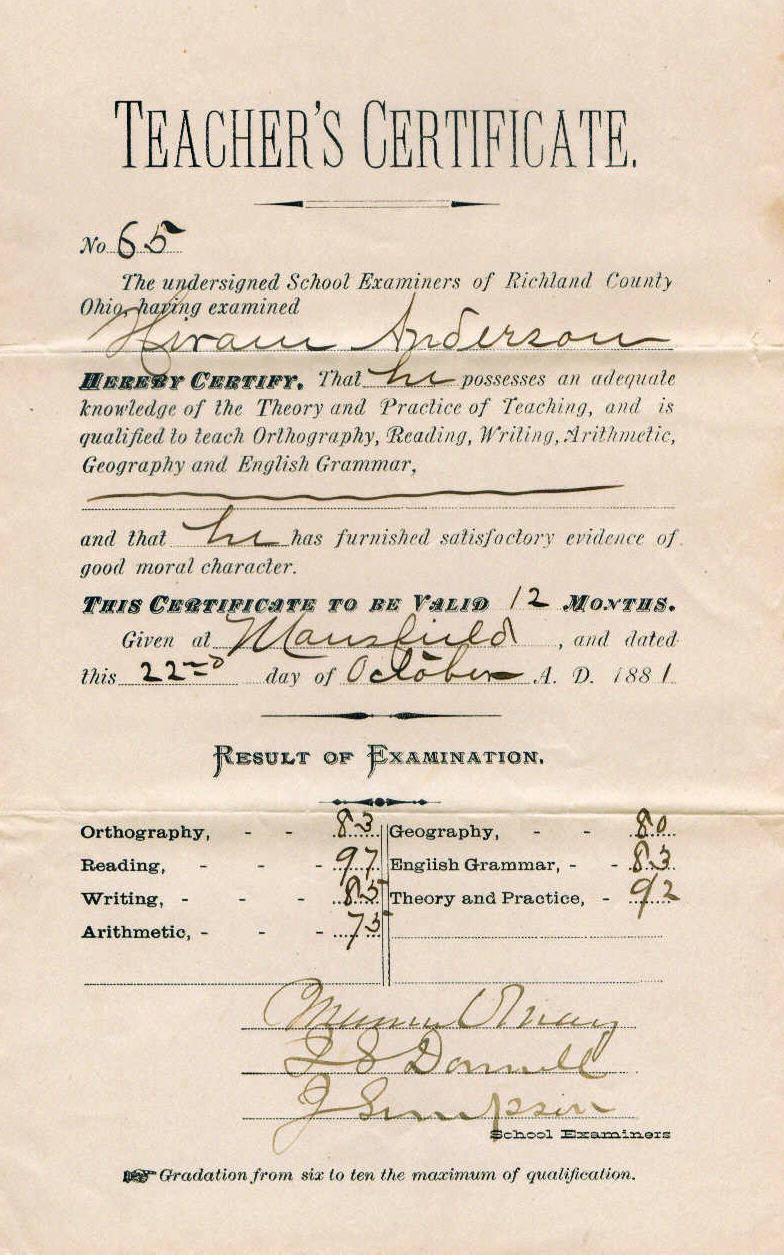 TEACHER'S CERTIFICATE.
No 65
The undersigned School Examiners of Richland County
Ohio, having examined
Hiram Anderson
HEREBY CERTIFY. That he possesses an adequate
knowledge of the Theory and Practice of Teaching, and is
qualified to teach Orthography, Reading, Writing, Arithmetic,
Geography and English Grammar,
and that he has furnished satisfactory evidence of
good moral character.
THIS CERTIFICATE TO BE VALID 12 MONTHS.
Given at Mansfield, and dated
this 22nd day of October A. D. 1881
RESULT OF EXAMINATION.
Orthography, - - 83 Geography, - - 80
Reading, - - - 97 English Grammar, - - 83
Writing, - - - 85 Theory and Practice, - 92
Arithmetic, - - - 75
Donnell
J Simpson
School Examiners
Gradation from six to ten the maximum of qualification.